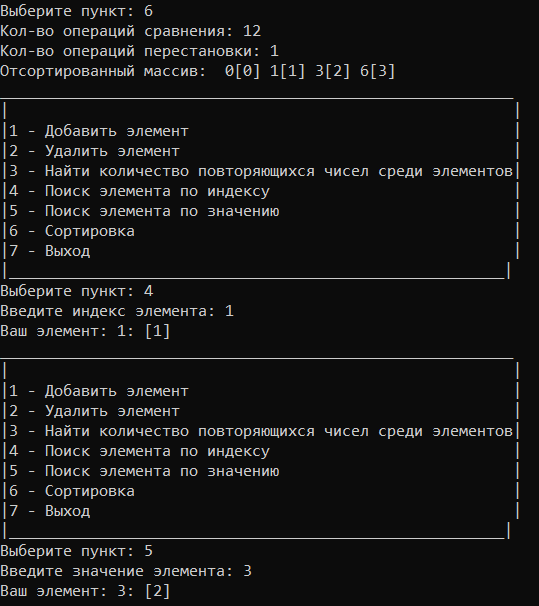 Выберите пункт: 6
Кол-во операций сравнения: 12
Кол-во операций перестановки: 1
Отсортированный массив:  0[0] 1[1] 3[2] 6[3]
_________________________________________________________
|                                                        |
|1 - Добавить элемент                                    |
|2 - Удалить элемент                                     |
|3 - Найти количество повторяющихся чисел среди элементов|
|4 - Поиск элемента по индексу                           |
|5 - Поиск элемента по значению                          |
|6 - Сортировка                                          |
|7 - Выход                                               |
|_______________________________________________________|
Выберите пункт: 4
Введите индекс элемента: 1
Ваш элемент: 1: [1]
_________________________________________________________
|                                                        |
|1 - Добавить элемент                                    |
|2 - Удалить элемент                                     |
|3 - Найти количество повторяющихся чисел среди элементов|
|4 - Поиск элемента по индексу                           |
|5 - Поиск элемента по значению                          |
|6 - Сортировка                                          |
|7 - Выход                                               |
|_______________________________________________________|
Выберите пункт: 5
Введите значение элемента: 3
Ваш элемент: 3: [2]